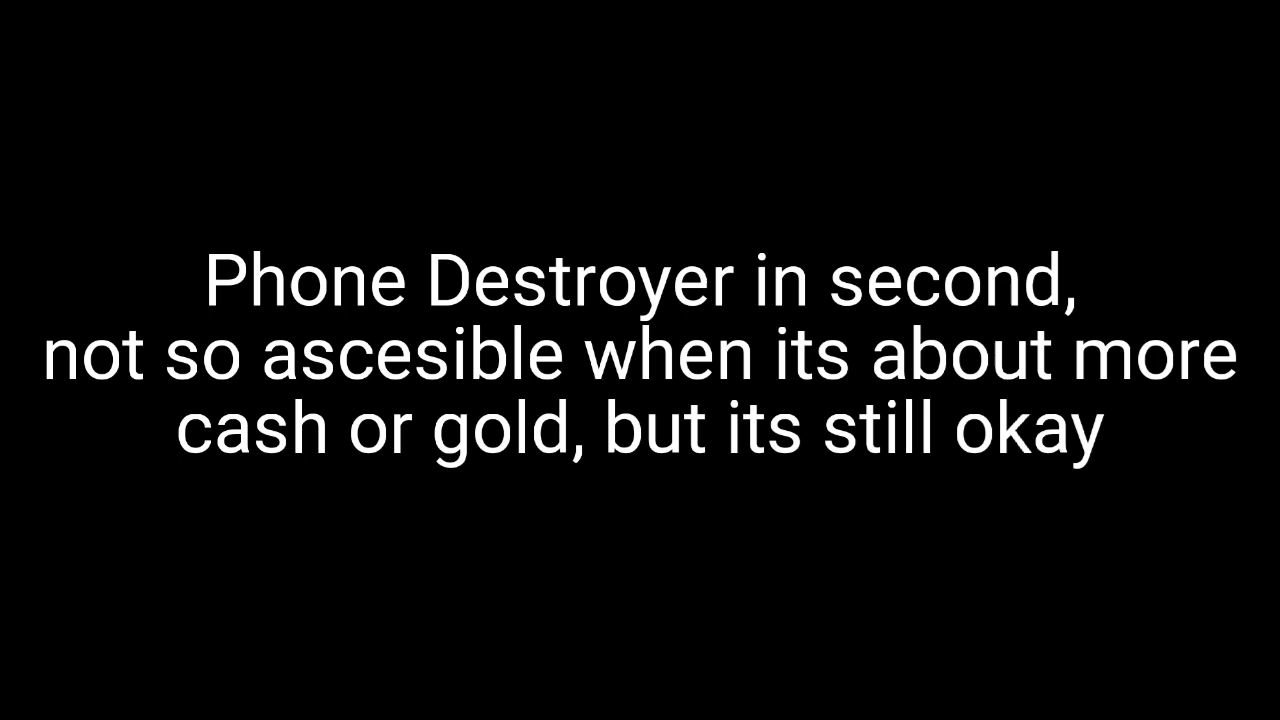 Phone Destroyer in second,
not so ascesible when its about more
cash or gold, but its still okay